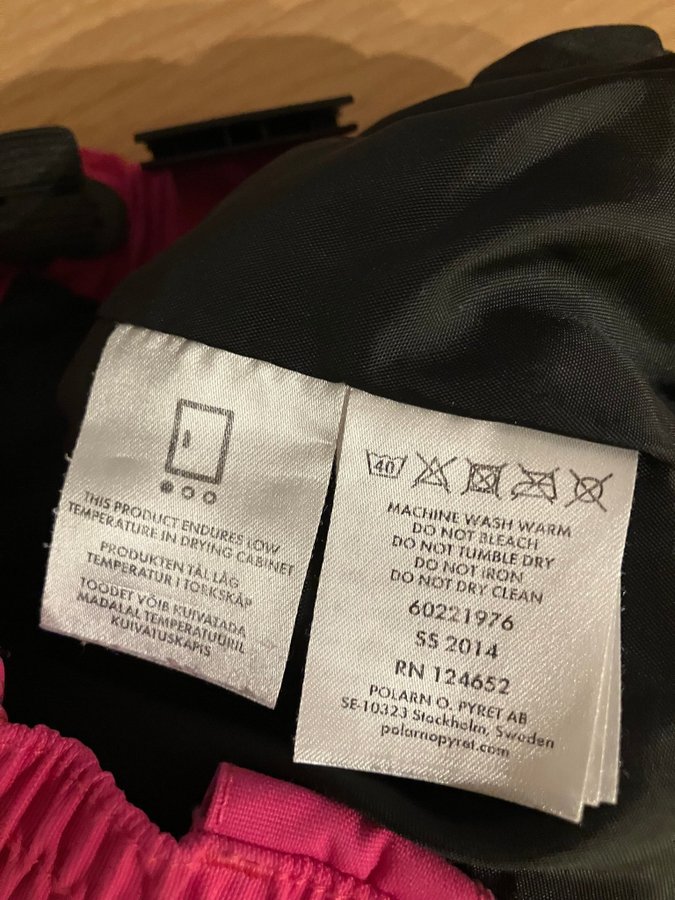 THIS PRODUCT ENDURES LOW
TEMPERATURE IN DRYING CABINET
PRODUKTEN TÅL LÅG
TEMPERATUR I TORKSKÅP
TOODET VÕIB KUIVATADA
MADALAL TEMPERATUURIL
KUIVATUSKAPIS
40
MACHINE WASH WARM
DO NOT BLEACH
DO NOT TUMBLE DRY
DO NOT IRON
DO NOT DRY CLEAN
60221976
SS 2014
RN 124652
POLARN O. PYRET AB
SE-10323 Stockholm, Sweden
polarnopyret.com